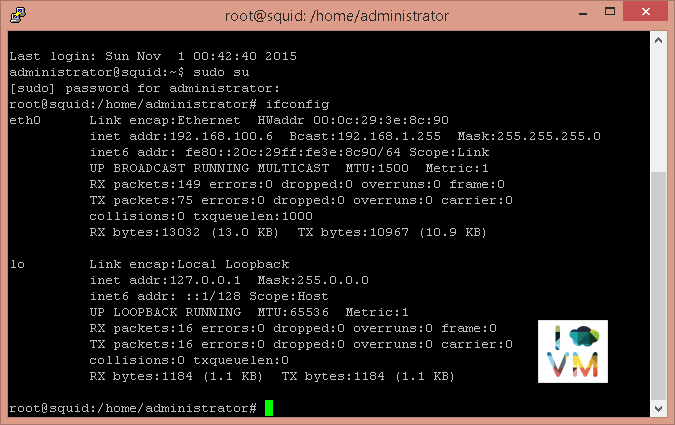 root@squid: /home/administrator
Last login: Sun Nov  1 00:42:40 2015
administrator@squid:~$ sudo su
[sudo] password for administrator:
root@squid:/home/administrator# ifconfig
eth0      Link encap:Ethernet  HWaddr 00:0c:29:3e:8c:90
          inet addr:192.168.100.6  Bcast:192.168.1.255  Mask:255.255.255.0
          inet6 addr: fe80::20c:29ff:fe3e:8c90/64 Scope:Link
          UP BROADCAST RUNNING MULTICAST  MTU:1500  Metric:1
          RX packets:149 errors:0 dropped:0 overruns:0 frame:0
          TX packets:75 errors:0 dropped:0 overruns:0 carrier:0
          collisions:0 txqueuelen:1000
          RX bytes:13032 (13.0 KB)  TX bytes:10967 (10.9 KB)
lo        Link encap:Local Loopback
          inet addr:127.0.0.1  Mask:255.0.0.0
          inet6 addr: ::1/128 Scope:Host
          UP LOOPBACK RUNNING  MTU:65536  Metric:1
          RX packets:16 errors:0 dropped:0 overruns:0 frame:0
          TX packets:16 errors:0 dropped:0 overruns:0 carrier:0
          collisions:0 txqueuelen:0
          RX bytes:1184 (1.1 KB)  TX bytes:1184 (1.1 KB)
I
VM
root@squid:/home/administrator#